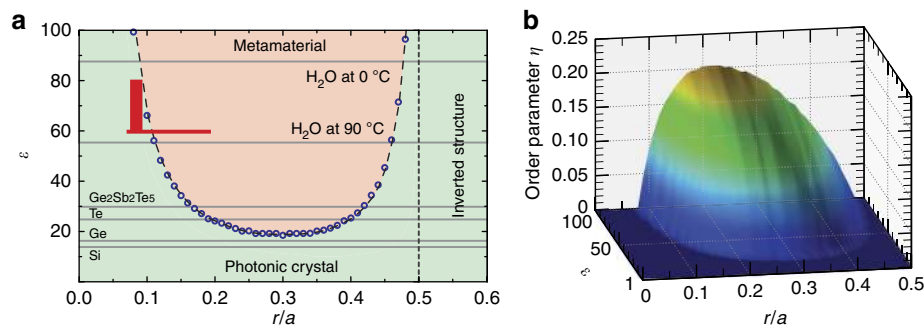 a
100
80
60
40
20
ε
Metamaterial
H2O at 0 °C
H2O at 90 °C
Ge2Sb2Te5
Te
Ge
Si
Photonic crystal
Inverted structure
0.0 0.1 0.2 0.3 0.4 0.5 0.6
r/a
b
0.25
0.20
0.15
0.10
0.05
0
Order parameter η
100
50
1
ε
0 0.1 0.2 0.3 0.4 0.5
r/a